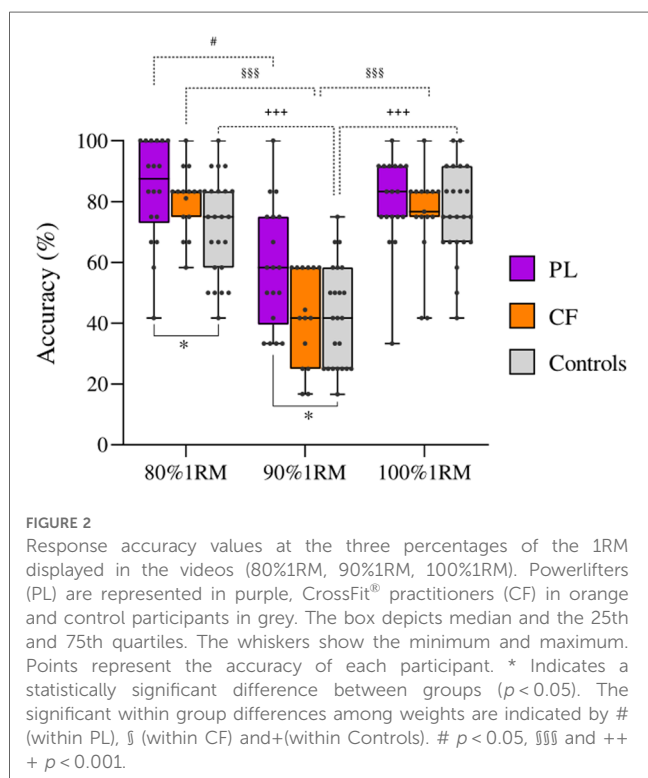 #
§§§
§§§
+++
+++
100
80
60
40
20
0
Accuracy (%)
*
*
80%1RM
90%1RM
100%1RM
PL
CF
Controls
FIGURE 2
Response accuracy values at the three percentages of the 1RM
displayed in the videos (80%1RM, 90%1RM, 100%1RM). Powerlifters
(PL) are represented in purple, CrossFit® practitioners (CF) in orange
and control participants in grey. The box depicts median and the 25th
and 75th quartiles. The whiskers show the minimum and maximum.
Points represent the accuracy of each participant. * Indicates a
statistically significant difference between groups (p < 0.05). The
significant within group differences among weights are indicated by #
(within PL), § (within CF) and+(within Controls). # p < 0.05, §§§ and ++
+ p < 0.001.